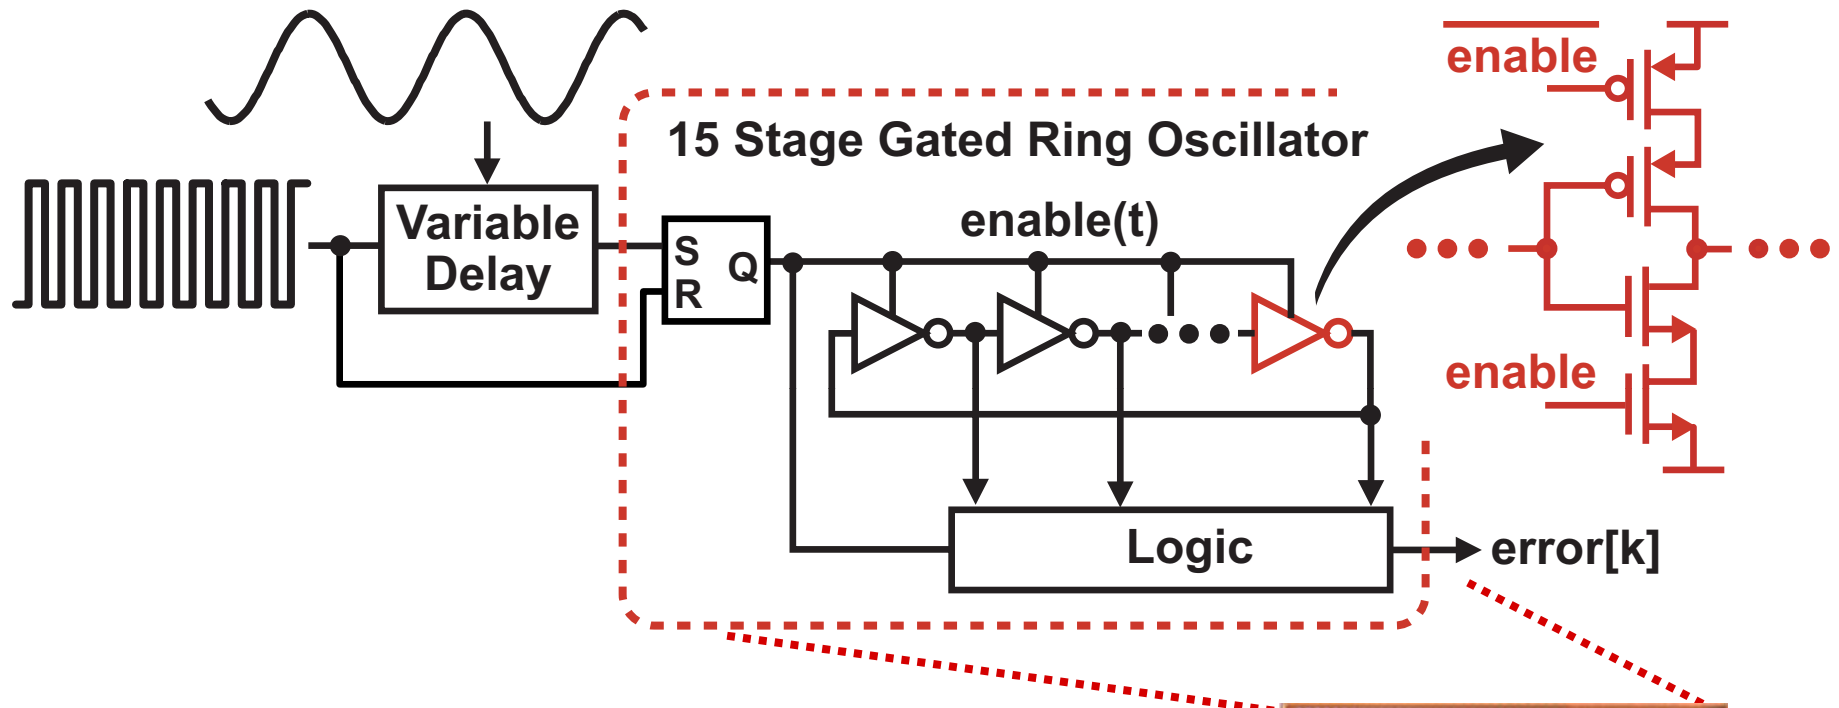 enable
15 Stage Gated Ring Oscillator
Variable
Delay
S
R
Q
enable(t)
enable
Logic
error[k]